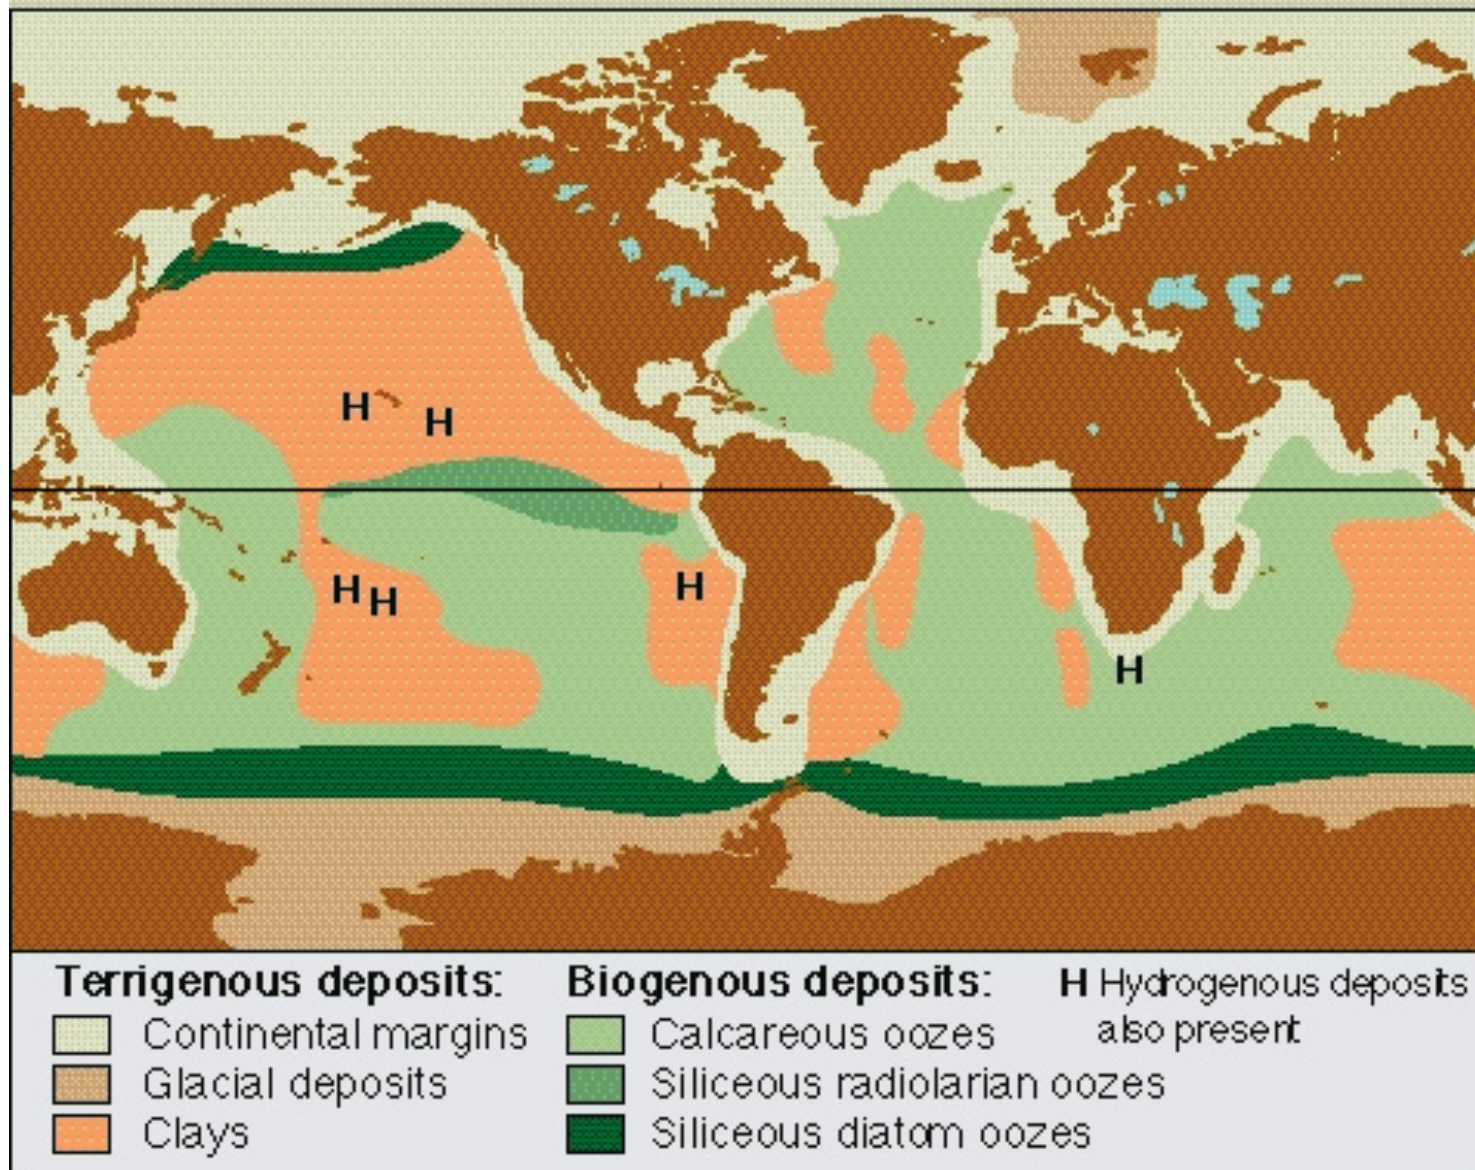 H
H
H
H
H
H
Terrigenous deposits:
Continental margins
Glacial deposits
Clays
Biogenous deposits:
Calcareous oozes
Siliceous radiolarian oozes
Siliceous diatom oozes
H Hydrogenous deposits
also present